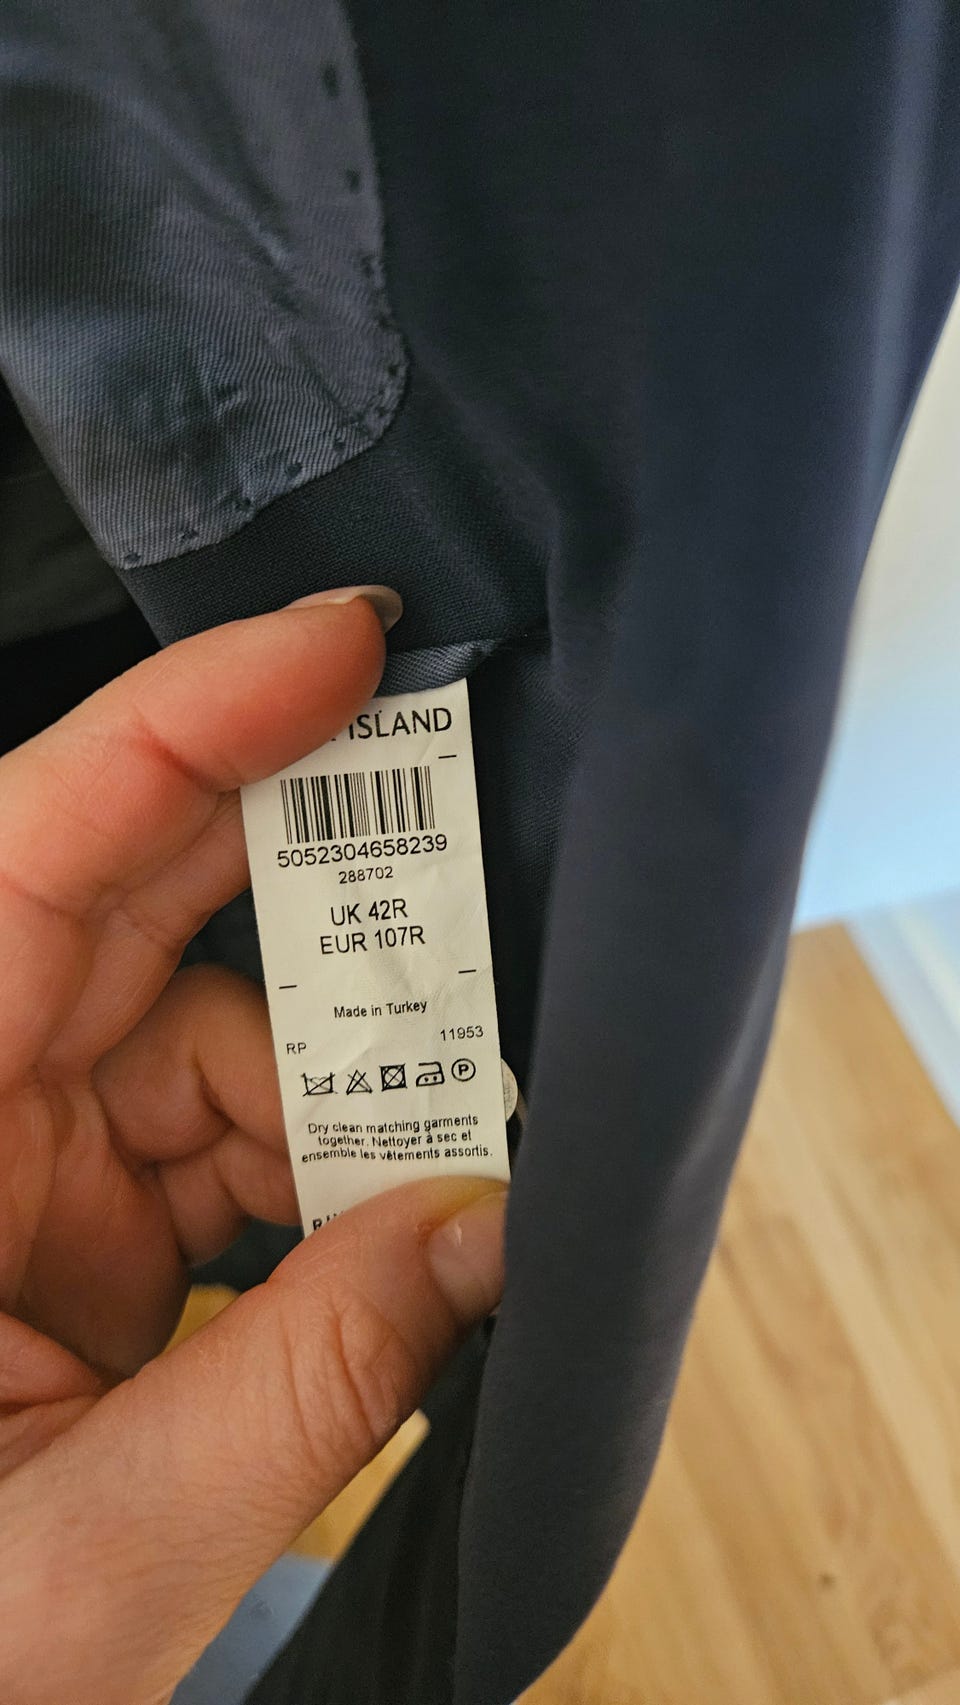 ISLAND
5052304658239
288702
UK 42R
EUR 107R
Made in Turkey
RP 11953
P
Dry clean matching garments
together. Nettoyer à sec et
ensemble les vêtements assortis.